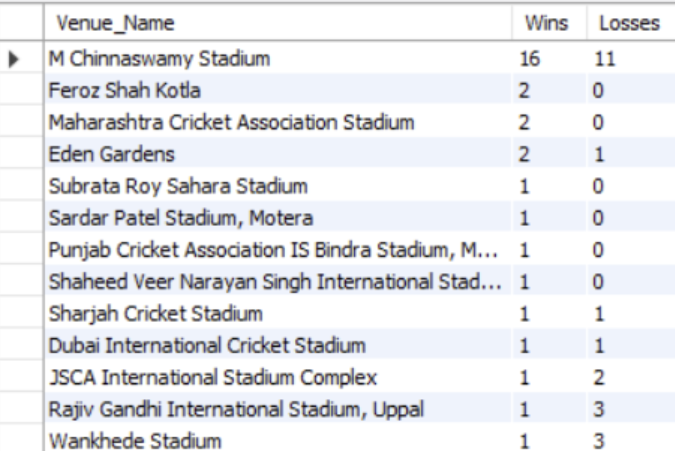 Venue_Name Wins Losses
M Chinnaswamy Stadium 16 11
Feroz Shah Kotla 2 0
Maharashtra Cricket Association Stadium 2 0
Eden Gardens 2 1
Subrata Roy Sahara Stadium 1 0
Sardar Patel Stadium, Motera 1 0
Punjab Cricket Association IS Bindra Stadium, M... 1 0
Shaheed Veer Narayan Singh International Stad... 1 0
Sharjah Cricket Stadium 1 1
Dubai International Cricket Stadium 1 1
JSCA International Stadium Complex 1 2
Rajiv Gandhi International Stadium, Uppal 1 3
Wankhede Stadium 1 3